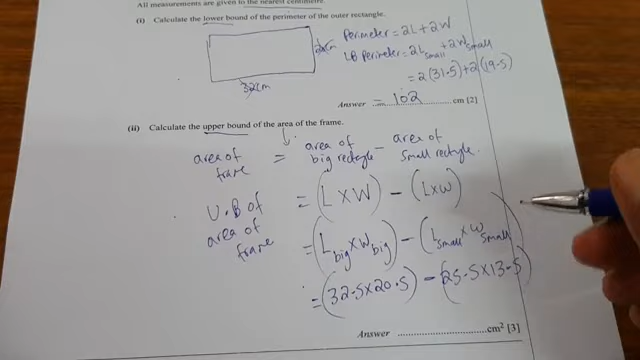 All measurements are given to the nearest centimetre.
(i) Calculate the lower bound of the perimeter of the outer rectangle.
Perimeter = 2L + 2W
LB Perimeter = 2L small + 2W small
= 2(31.5) + 2(19.5)
32cm
Answer = 102 cm [2]
(ii) Calculate the upper bound of the area of the frame.
area of frame = area of big rectagle - area of small rectagle.
U.B of area of frame = (L × W) - (L×W)
= (L big × W big) - (L small × W small)
= (32.5×20.5) - (25.5×13.5)
Answer ........................ cm² [3]